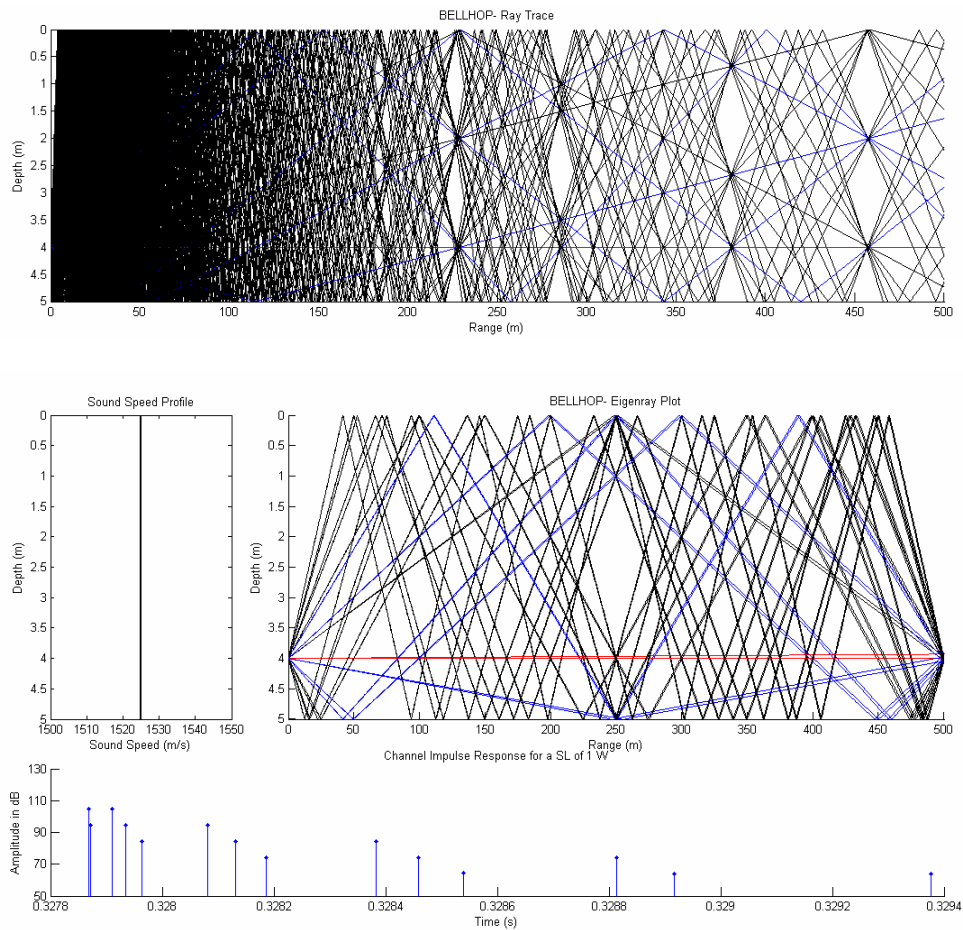 BELLHOP- Ray Trace
0
0.5
1
1.5
2
2.5
3
3.5
4
4.5
5
Depth (m)
0 50 100 150 200 250 300 350 400 450 500
Range (m)
Sound Speed Profile
0
0.5
1
1.5
2
2.5
3
3.5
4
4.5
5
Depth (m)
1500 1510 1520 1530 1540 1550
Sound Speed (m/s)
BELLHOP- Eigenray Plot
0
0.5
1
1.5
2
2.5
3
3.5
4
4.5
5
Depth (m)
0 50 100 150 200 250 300 350 400 450 500
Range (m)
Channel Impulse Response for a SL of 1 W
130
110
90
70
50
Amplitude in dB
0.3278 0.328 0.3282 0.3284 0.3286 0.3288 0.329 0.3292 0.3294
Time (s)